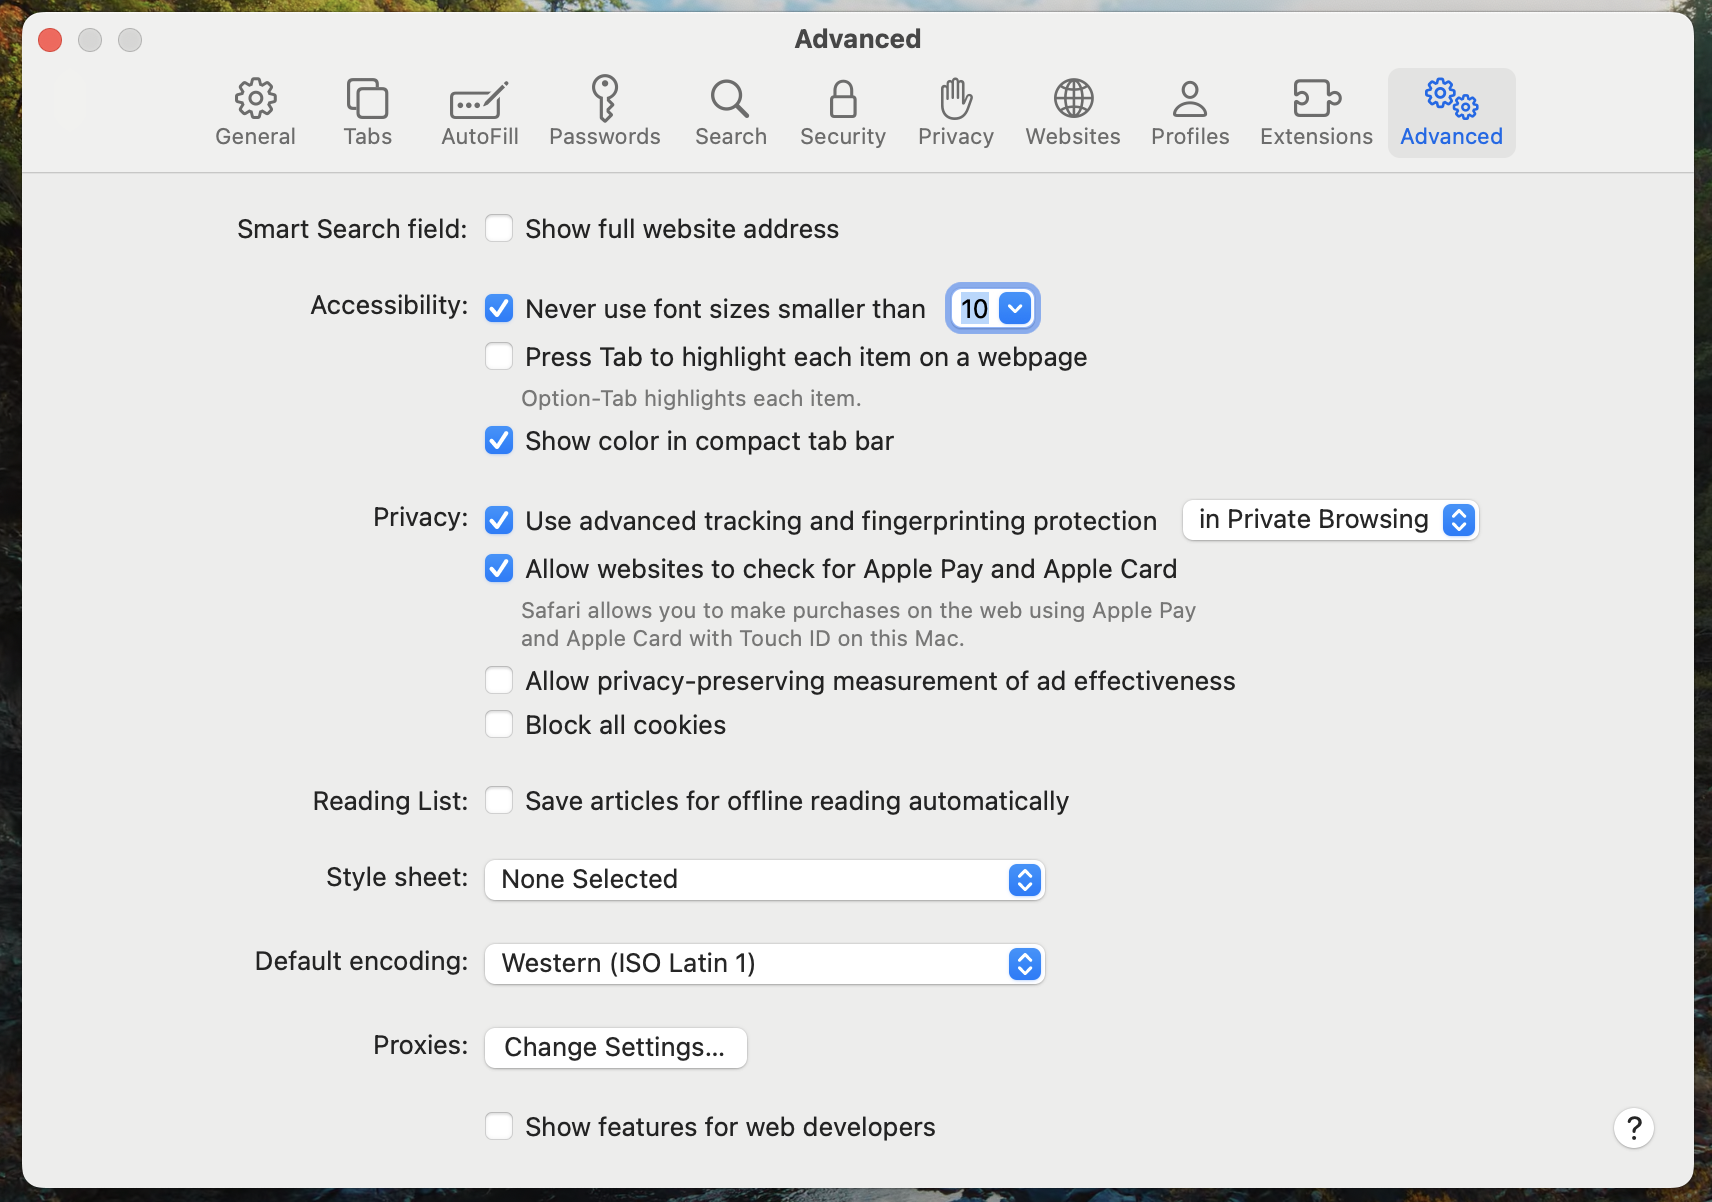 Advanced
General Tabs AutoFill Passwords Search Security Privacy Websites Profiles Extensions Advanced
Smart Search field: Show full website address
Accessibility: Never use font sizes smaller than 10
Press Tab to highlight each item on a webpage
Option-Tab highlights each item.
Show color in compact tab bar
Privacy: Use advanced tracking and fingerprinting protection in Private Browsing
Allow websites to check for Apple Pay and Apple Card
Safari allows you to make purchases on the web using Apple Pay
and Apple Card with Touch ID on this Mac.
Allow privacy-preserving measurement of ad effectiveness
Block all cookies
Reading List: Save articles for offline reading automatically
Style sheet: None Selected
Default encoding: Western (ISO Latin 1)
Proxies: Change Settings...
Show features for web developers
?